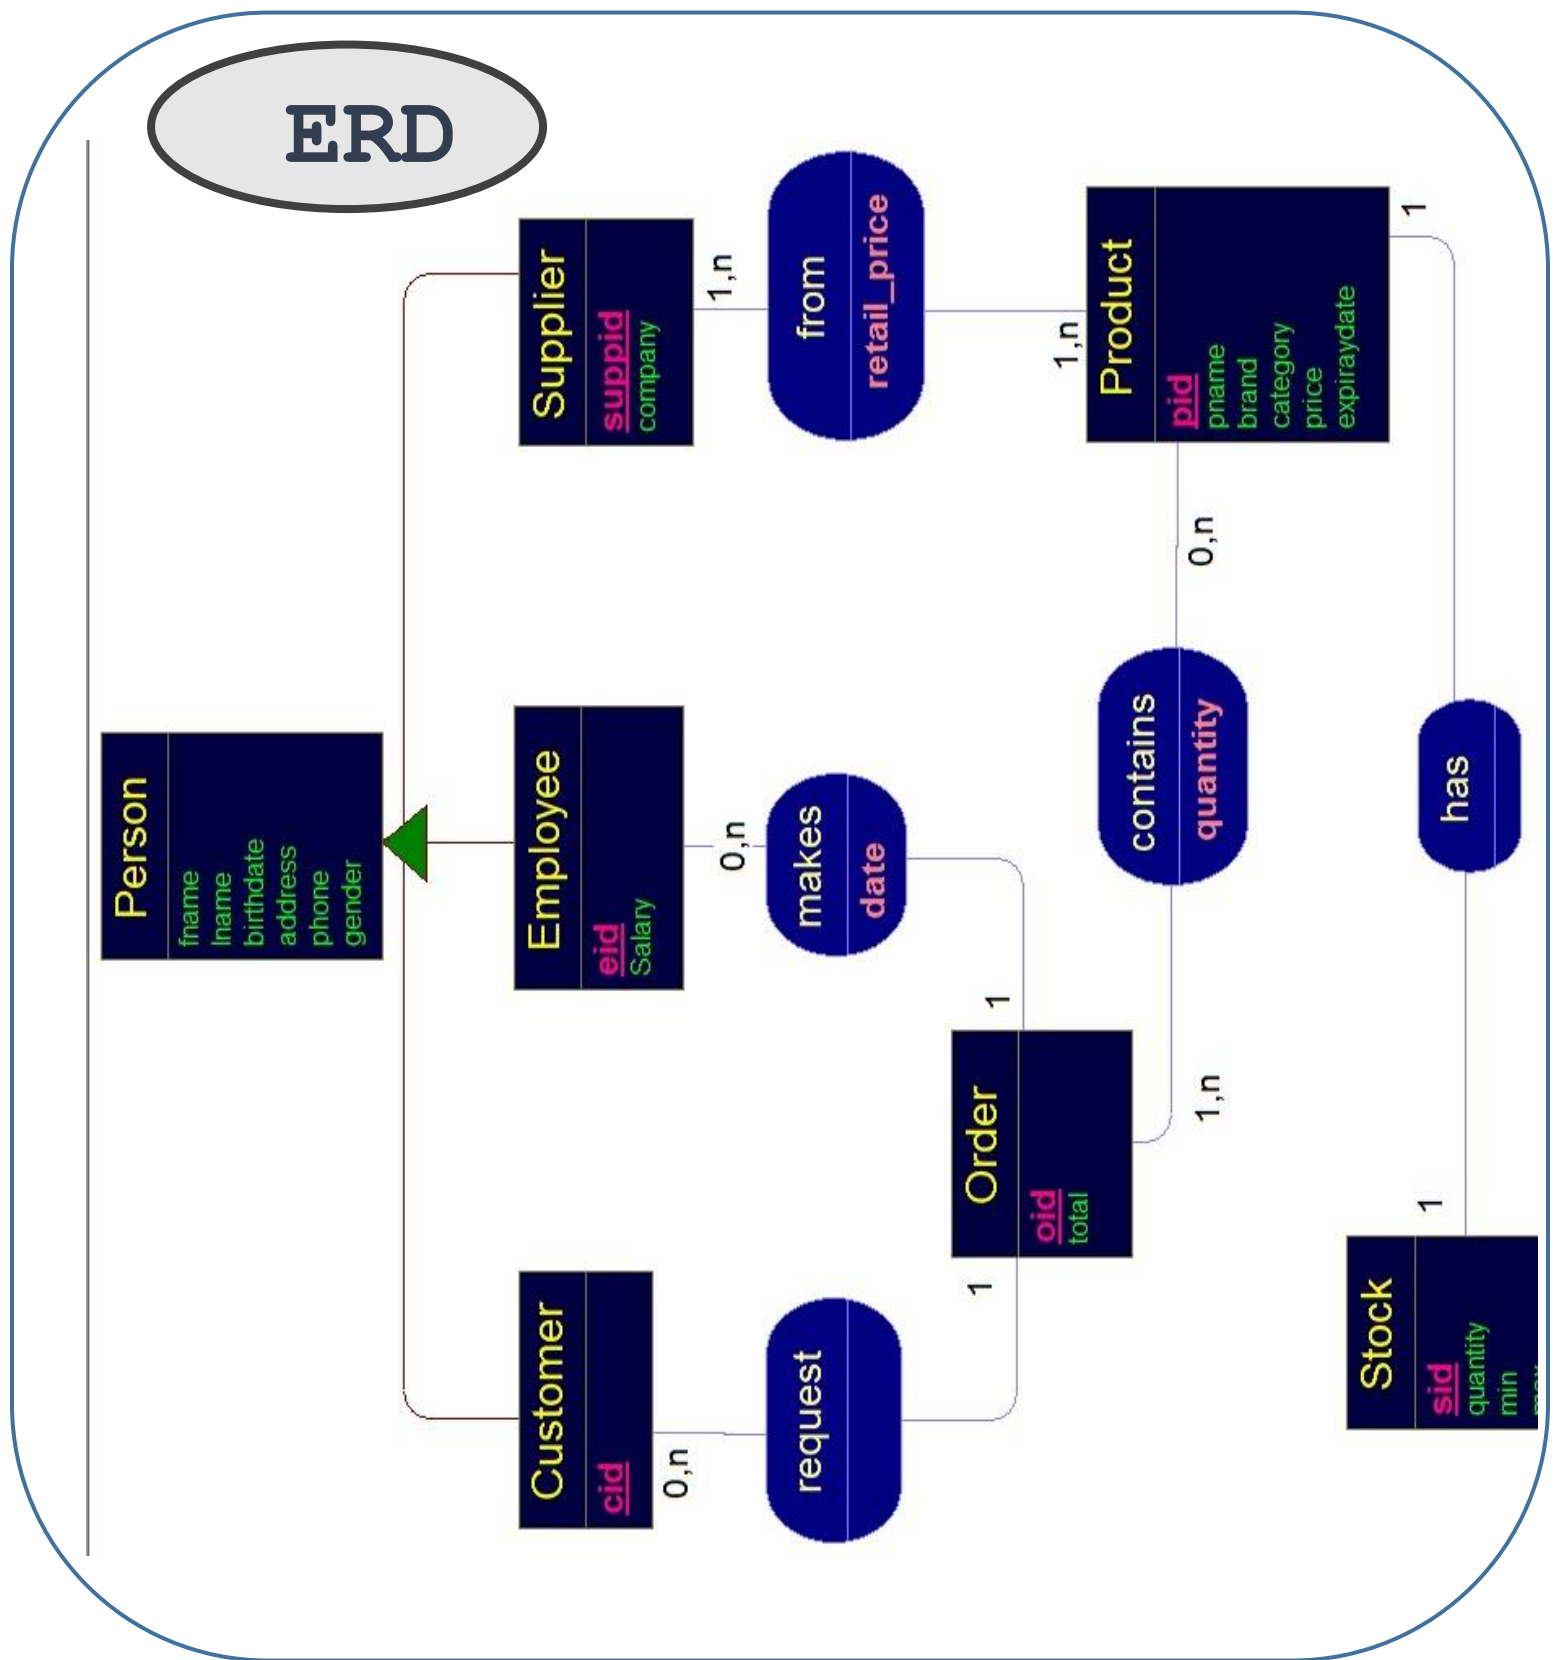 ERD
Person
fname
lname
birthdate
address
phone
gender
Customer
cid
Employee
eid
Salary
Supplier
suppid
company
0,n
0,n
1,n
request
makes
date
from
retail_price
1
1
1,n
Order
oid
total
Product
pid
pname
brand
category
price
expiraydate
1,n
contains
quantity
0,n
1
has
1
Stock
sid
quantity
min